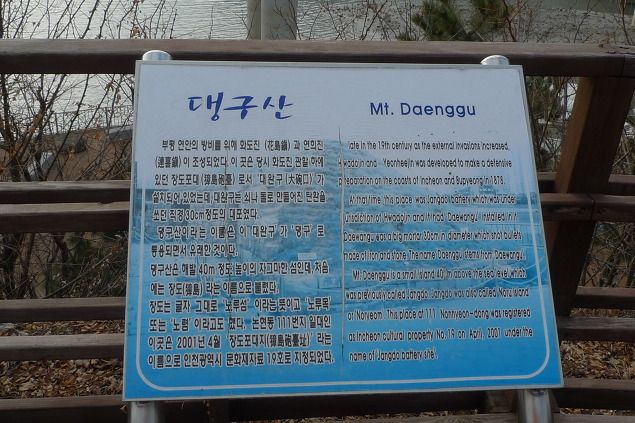 댕구산
Mt. Daenggu
부평 연안의 방비를 위해 화도진(花島鎭)과 연희진
(連喜鎭)이 조성되었다. 이 곳은 당시 화도진 관할 하에
있던 장도포대(獐島砲臺)로서 '대완구(大碗口)'가
설치되어 있었는데, 대완구는 쇠나 돌로 만들어진 탄환을
쏘던 직경 30cm정도의 대포였다.
댕구산이라는 이름은 이 대완구가 '댕구'로
통용되면서 유래한 것이다.
댕구산은 해발 40m 정도 높이의 자그마한 섬인데, 처음
에는 장도(獐島)라는 이름으로 불렸다.
장도는 글자 그대로 '노루섬' 이라는 뜻이고 '노루목'
또는 '노렴' 이라고도 했다. 논현동 111번지 일대인
이곳은 2001년 4월 '장도포대지(獐島砲臺址)' 라는
이름으로 인천광역시 문화재자료 19호로 지정되었다.
late in the 19th century as the external invasions increased,
and Yeonheejin was developed to make a defensive
preparation on the coasts of Incheon and Bupyeong in 1878.
At that time, this place was Jangdo battery which was under
jurisdiction of Hwadojin and it had Daewangu installed in it.
Daewangu was a big mortar 30cm in diameter which shot bullets
made of iron and stone. The name Daenggu stems from Daewangu.
Mt. Daenggu is a small island 40m above the sea level, which
was previously called Jangdo. Jangdo was also called Noru island
at Noryeom. This place at 111 Nonhyeon-dong was registered
as Incheon cultural property No.19 on April, 2001 under the
name of Jangdo battery site.